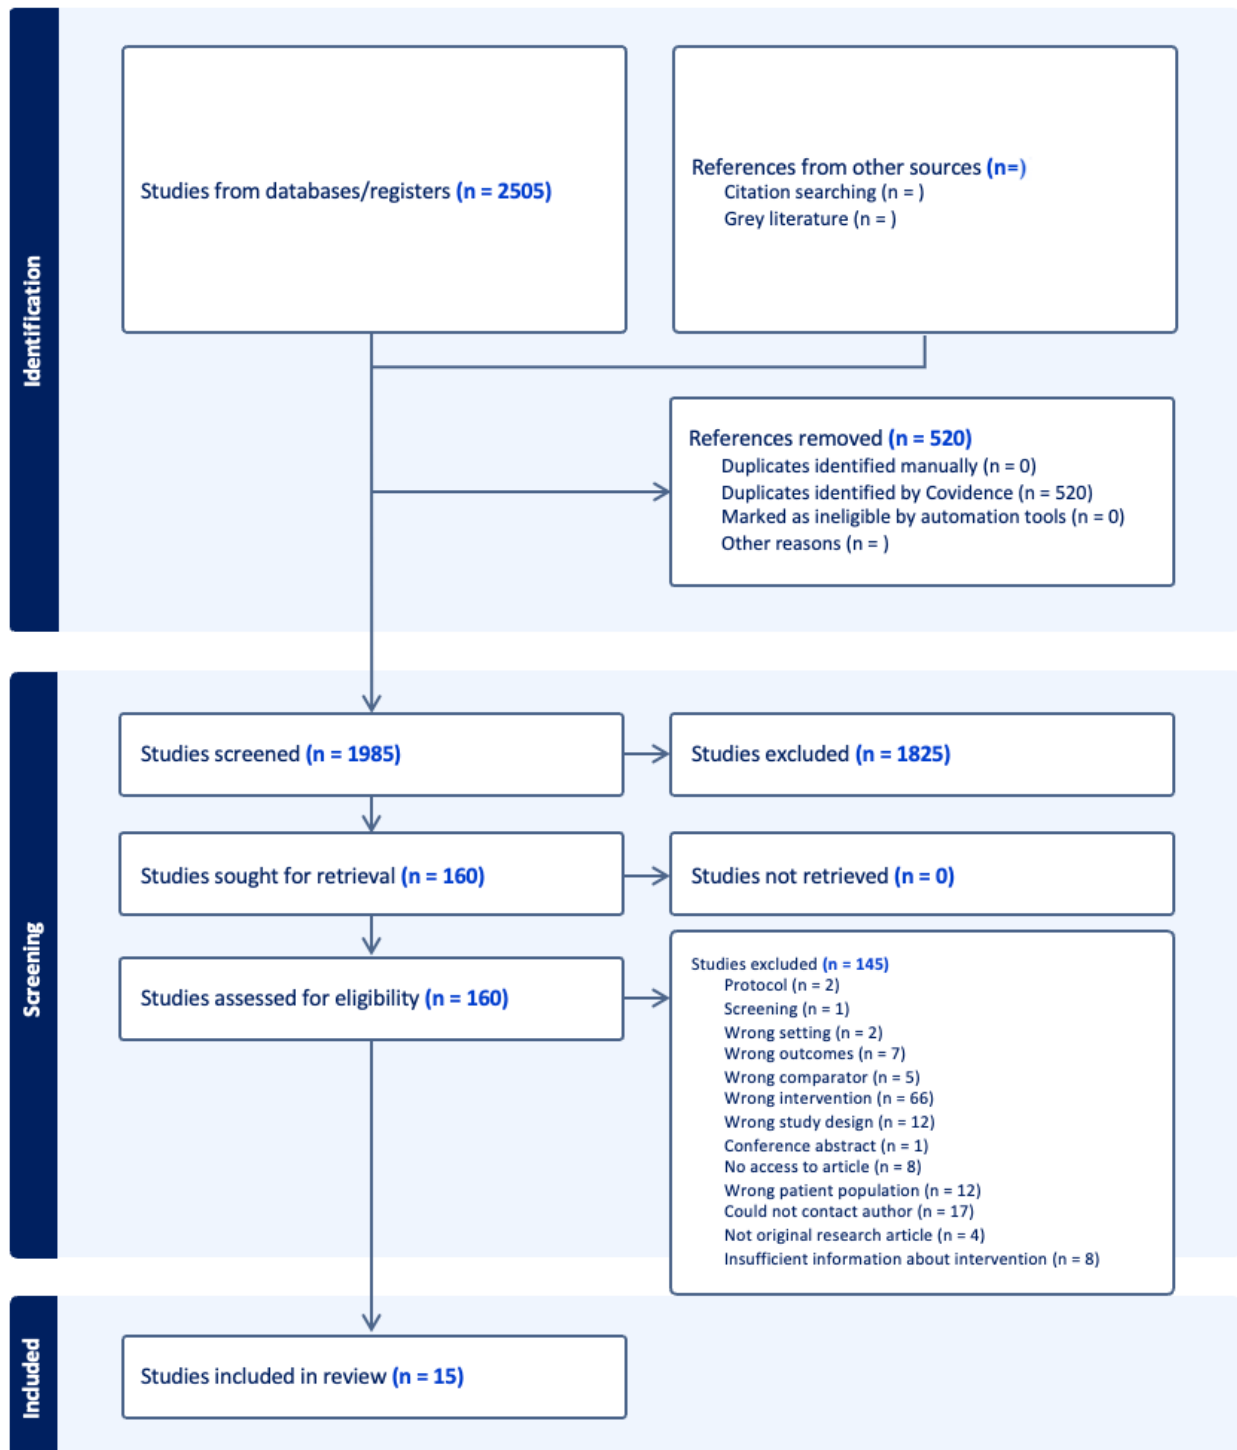 Identification
Studies from databases/registers (n = 2505)
References from other sources (n=)
Citation searching (n = )
Grey literature (n = )
References removed (n = 520)
Duplicates identified manually (n = 0)
Duplicates identified by Covidence (n = 520)
Marked as ineligible by automation tools (n = 0)
Other reasons (n = )
Screening
Studies screened (n = 1985)
Studies excluded (n = 1825)
Studies sought for retrieval (n = 160)
Studies not retrieved (n = 0)
Studies assessed for eligibility (n = 160)
Studies excluded (n = 145)
Protocol (n = 2)
Screening (n = 1)
Wrong setting (n = 2)
Wrong outcomes (n = 7)
Wrong comparator (n = 5)
Wrong intervention (n = 66)
Wrong study design (n = 12)
Conference abstract (n = 1)
No access to article (n = 8)
Wrong patient population (n = 12)
Could not contact author (n = 17)
Not original research article (n = 4)
Insufficient information about intervention (n = 8)
Included
Studies included in review (n = 15)